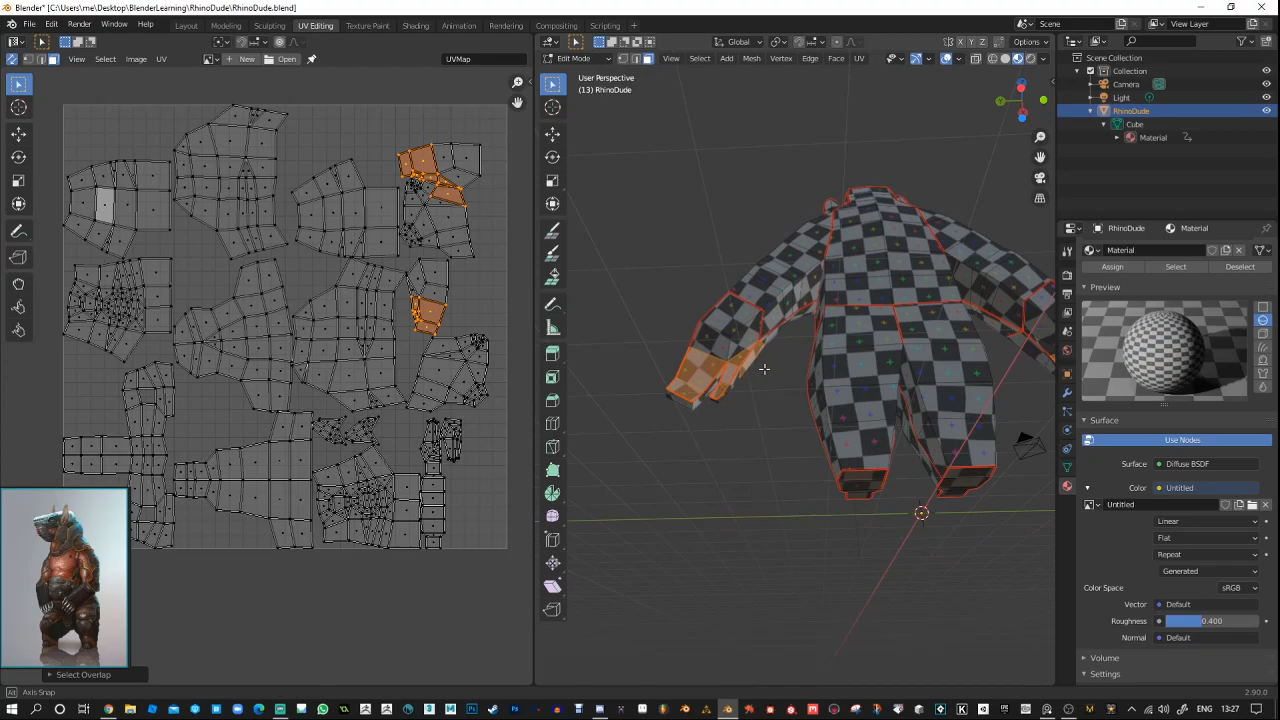 Blender* [C:\Users\me\Desktop\BlenderLearning\RhinoDude\RhinoDude.blend]
File Edit Render Window Help Layout Modeling Sculpting UV Editing Texture Paint Shading Animation Rendering Compositing Scripting Scene View Layer
Global Options
View Select Image UV New Open UVMap Edit Mode View Select Add Mesh Vertex Edge Face UV
Scene Collection
Collection
Camera
Light
RhinoDude
Cube
Material
User Perspective
(13) RhinoDude
X Y Z
RhinoDude Material
Material
Assign Select Deselect
Preview
Surface
Use Nodes
Surface: Diffuse BSDF
Color Untitled
Untitled
Linear
Flat
Repeat
Generated
Color Space sRGB
Vector Default
Roughness 0.400
Normal Default
Volume
Settings
Select Overlap
Axis Snap
2.90.0
13:27